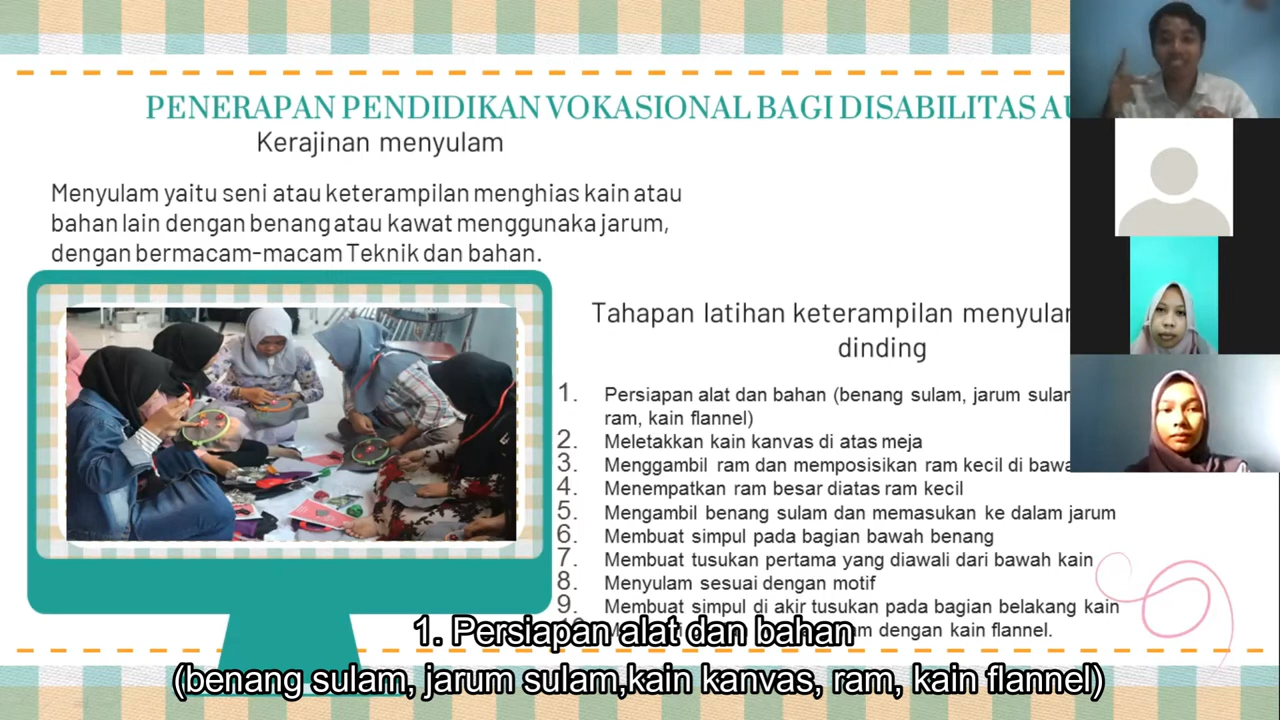 PENERAPAN PENDIDIKAN VOKASIONAL BAGI DISABILITAS
Kerajinan menyulam
Menyulam yaitu seni atau keterampilan menghias kain atau
bahan lain dengan benang atau kawat menggunaka jarum,
dengan bermacam-macam Teknik dan bahan.
Tahapan latihan keterampilan
dinding
1. Persiapan alat dan bahan (benang sulam, jarum
ram, kain flannel)
2. Meletakkan kain kanvas di atas meja
3. Menggambil ram dan memposisikan ram kecil di
4. Menempatkan ram besar diatas ram kecil
5. Mengambil benang sulam dan memasukan ke dalam jarum
6. Membuat simpul pada bagian bawah benang
7. Membuat tusukan pertama yang diawali dari bawah kain
8. Menyulam sesuai dengan motif
9. Membuat simpul di akir tusukan pada bagian belakang kain
dengan kain flannel.
1. Persiapan alat dan bahan
(benang sulam, jarum sulam,kain kanvas, ram, kain flannel)